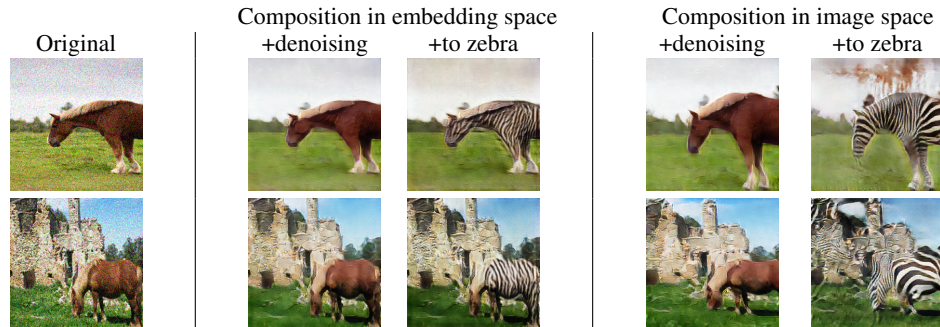 Composition in embedding space
Composition in image space
Original
+denoising
+to zebra
+denoising
+to zebra